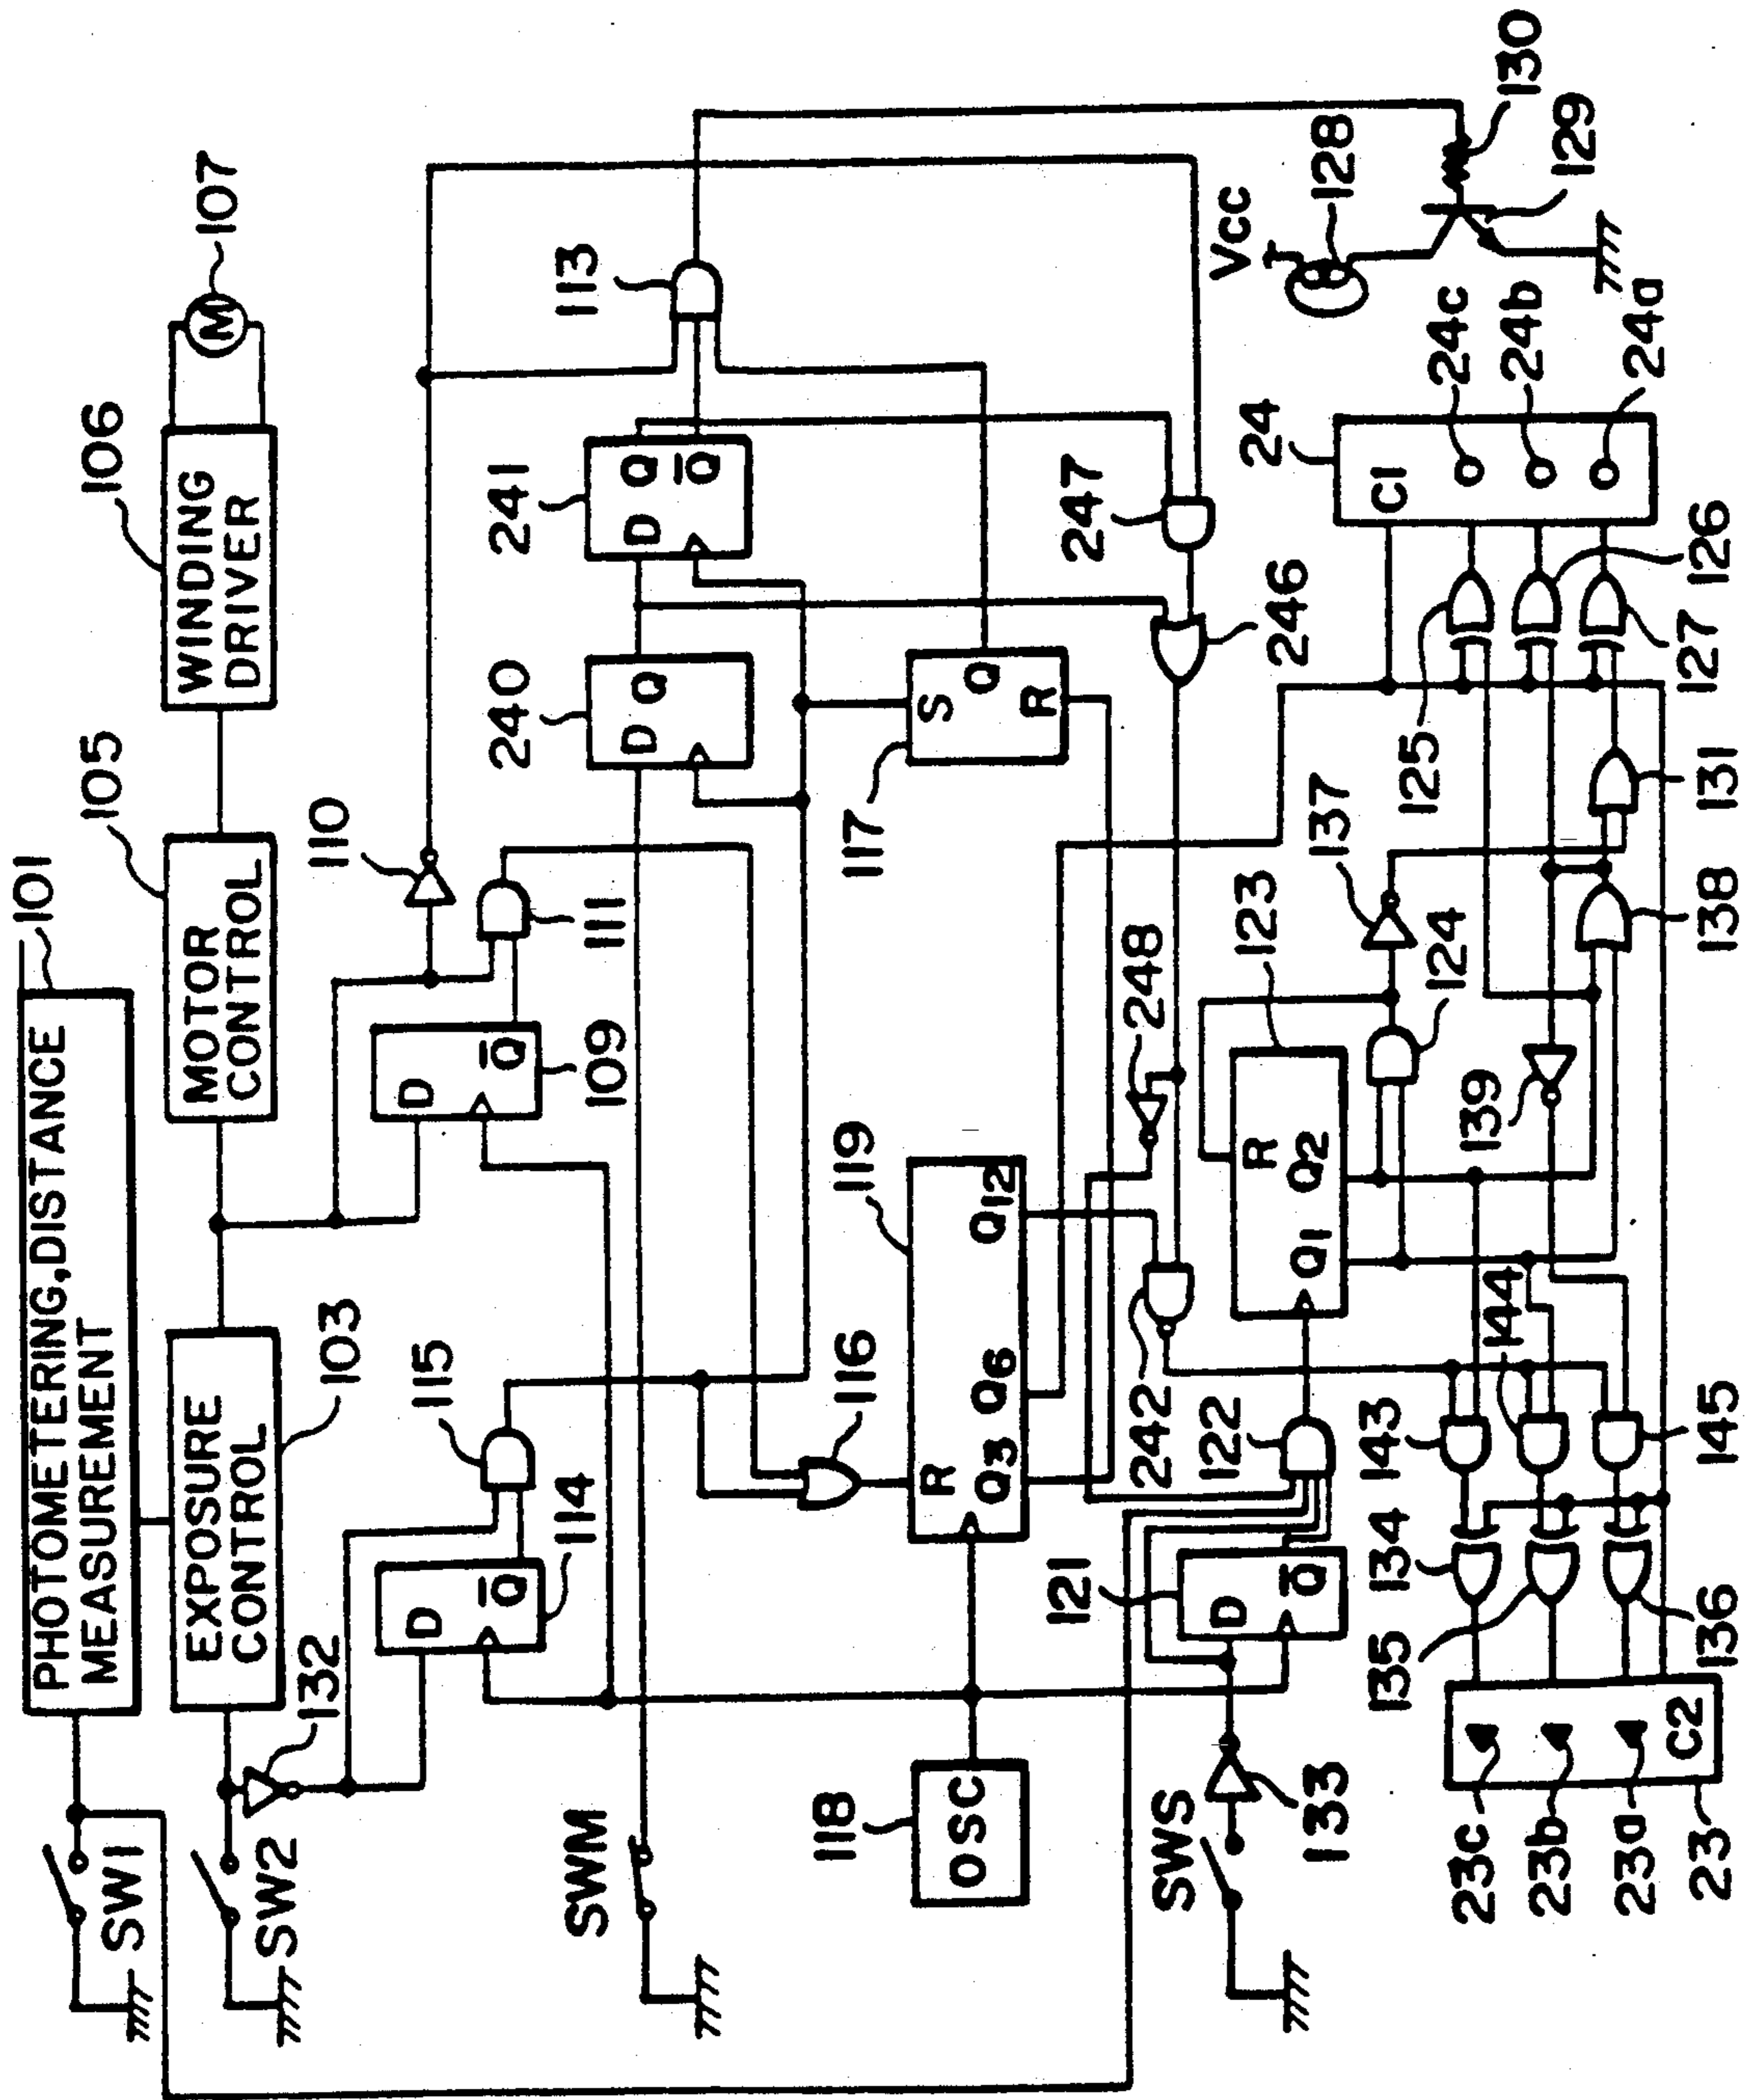 PHOTOMETERING,DISTANCE
MEASUREMENT
101
SW1
EXPOSURE
CONTROL
103
MOTOR
CONTROL
105
WINDING
DRIVER
106
M
107
SW2
132
D
Q
114
115
D
Q
109
110
111
113
SWM
D
Q
240
D
Q
Q
241
116
S
Q
R
117
OSC
118
R
Q3
Q6
Q12
119
248
242
246
247
SWS
133
D
Q
121
122
R
Q1
Q2
123
124
137
139
138
131
125
126
127
143
144
145
134
135
136
23c
23b
23a
C2
23
C1
24
24c
24b
24a
Vcc
128
129
130